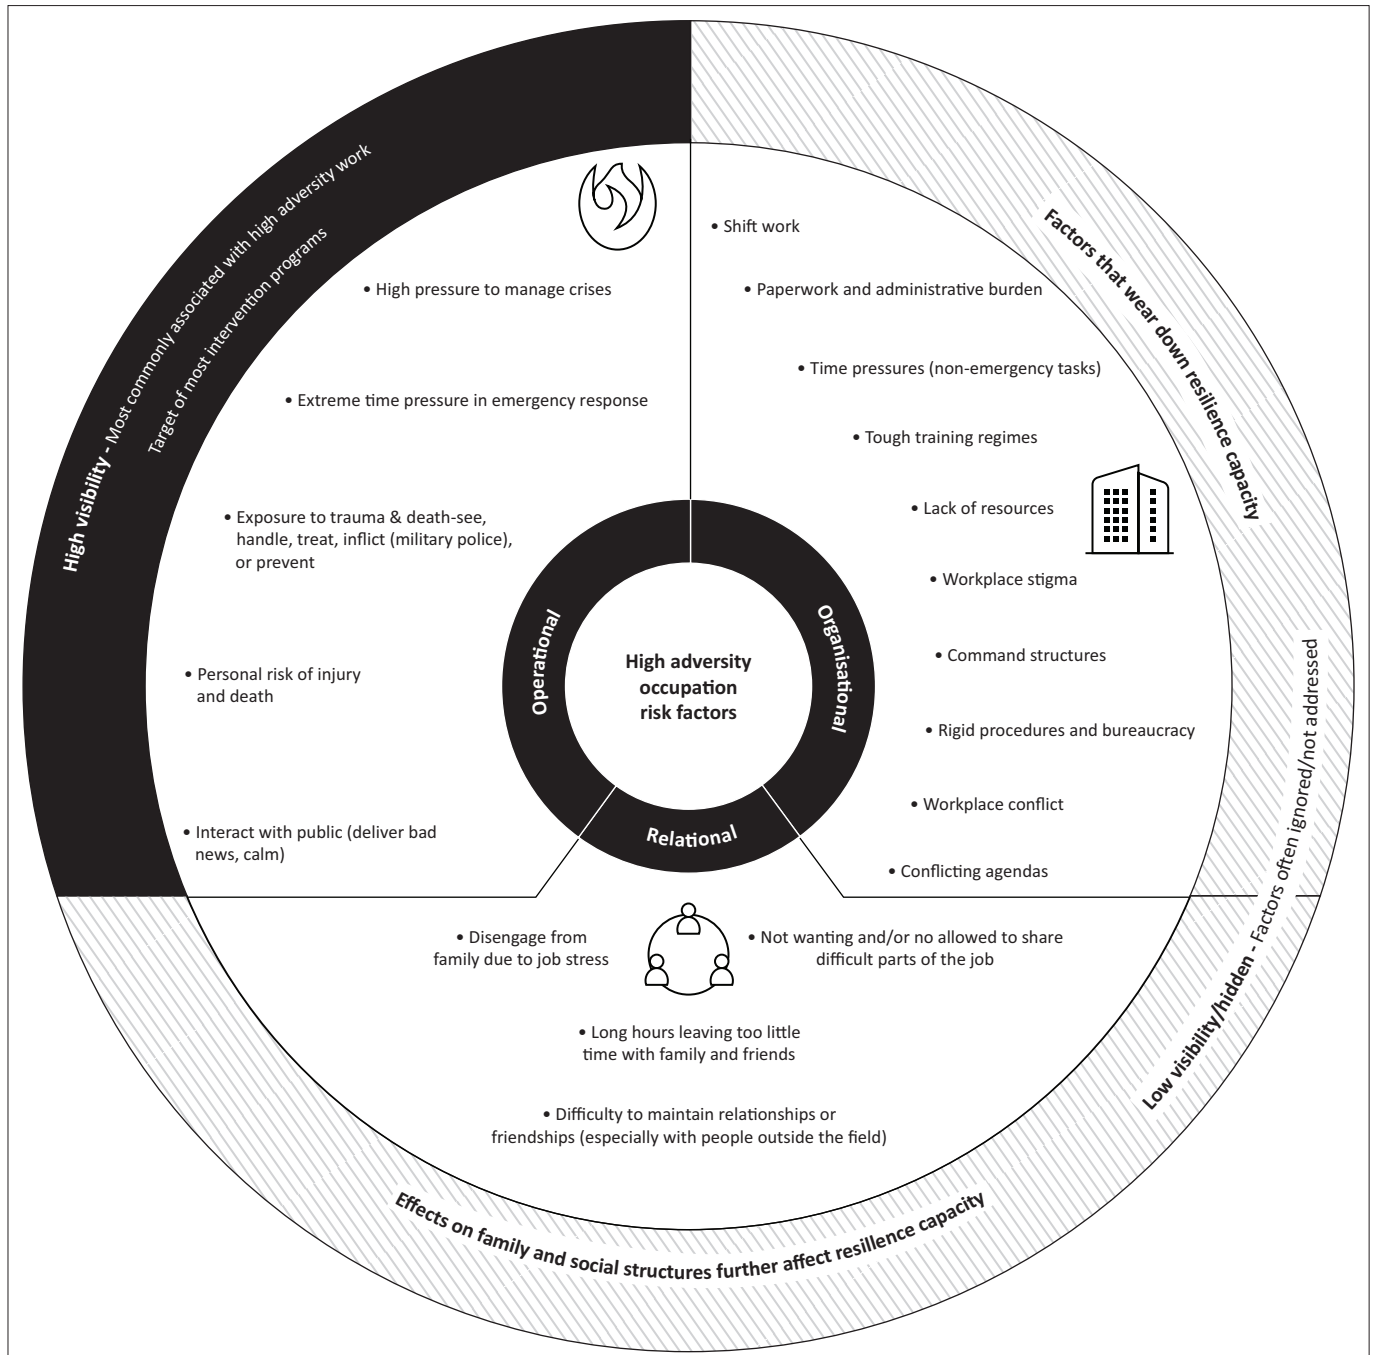 High visibility - Most commonly associated with high adversity work
Target of most intervention programs
• High pressure to manage crises
• Extreme time pressure in emergency response
• Exposure to trauma & death-see,
handle, treat, inflict (military police),
or prevent
• Personal risk of injury
and death
• Interact with public (deliver bad
news, calm)
Factors that wear down resilience capacity
• Shift work
• Paperwork and administrative burden
• Time pressures (non-emergency tasks)
• Tough training regimes
• Lack of resources
• Workplace stigma
• Command structures
• Rigid procedures and bureaucracy
• Workplace conflict
• Conflicting agendas
Operational
Organisational
Relational
High adversity
occupation
risk factors
Low visibility/hidden - Factors often ignored/not addressed
• Disengage from
family due to job stress
• Not wanting and/or no allowed to share
difficult parts of the job
• Long hours leaving too little
time with family and friends
• Difficulty to maintain relationships or
friendships (especially with people outside the field)
Effects on family and social structures further affect resillence capacity